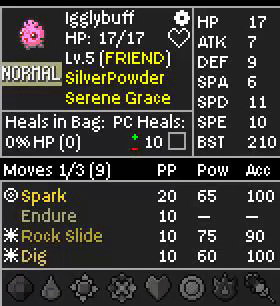 Igglybuff
HP: 17/17
Lv.5 (FRIEND)
NORMAL
SilverPowder
Serene Grace
HP 17
ATK 7
DEF 9
SPA 6
SPD 11
SPE 10
BST 210
Heals in Bag: PC Heals:
0% HP (0) + - 10
Moves 1/3 (9) PP Pow Acc
Spark 20 65 100
Endure 10 — —
Rock Slide 10 75 90
Dig 10 60 100